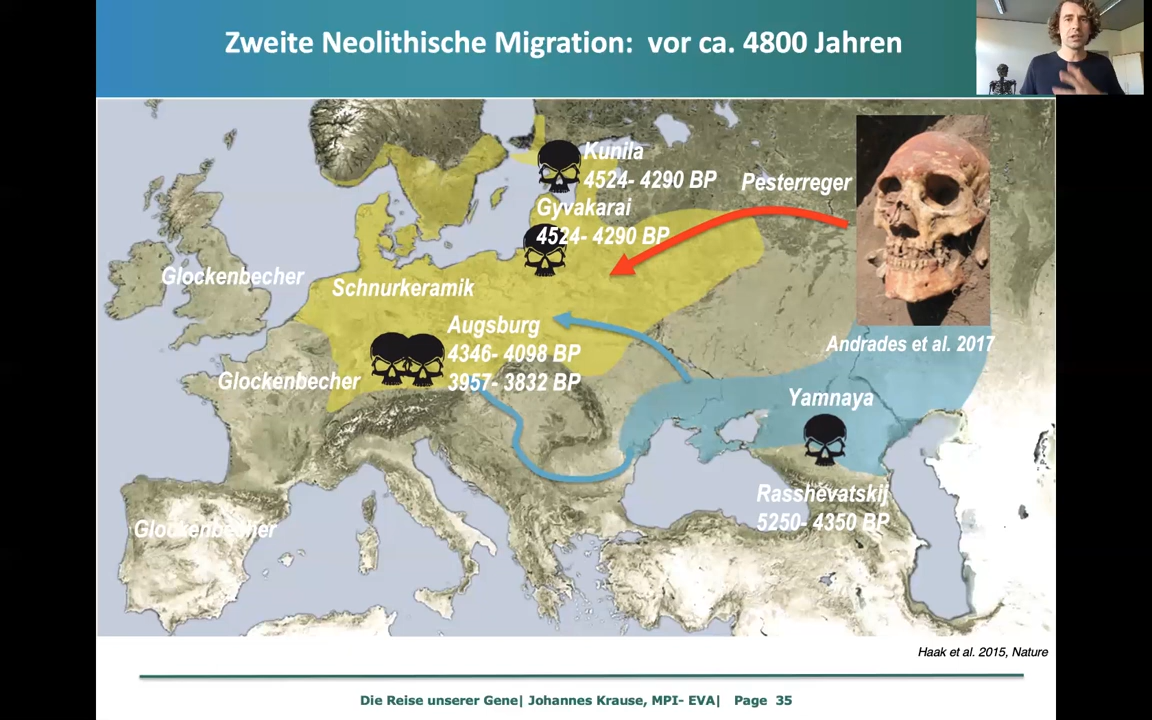 Zweite Neolithische Migration: vor ca. 4800 Jahren
Kunila
4524- 4290 BP
Pesterreger
Gyvakarai
4524- 4290 BP
Glockenbecher
Schnurkeramik
Augsburg
4346- 4098 BP
3957- 3832 BP
Andrades et al. 2017
Glockenbecher
Yamnaya
Rasshevatskij
5250- 4350 BP
Glockenbecher
Haak et al. 2015, Nature
Die Reise unserer Gene| Johannes Krause, MPI- EVA| Page 35